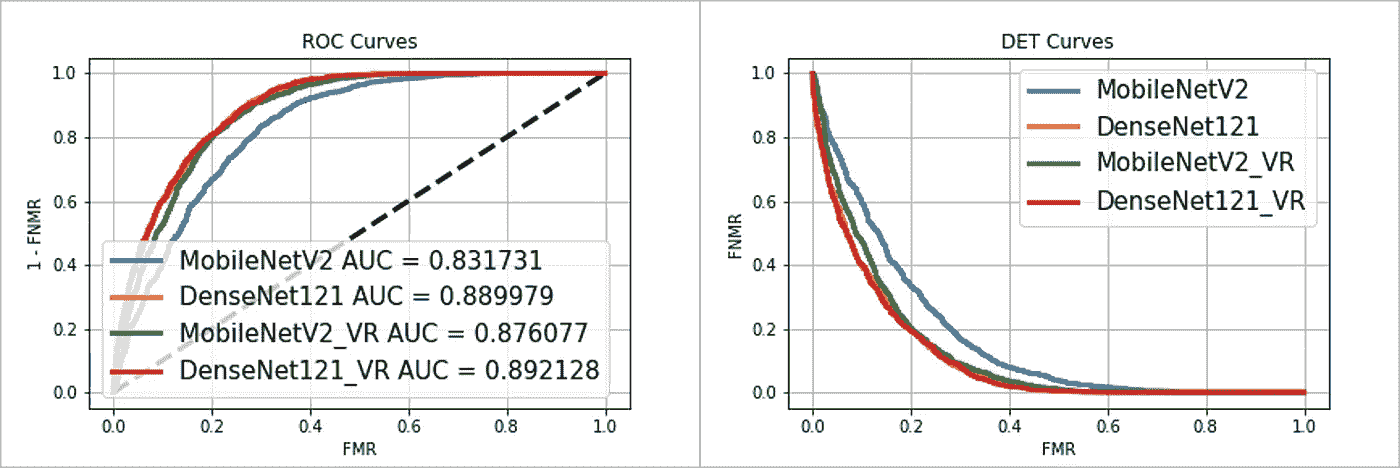 ROC Curves
1.0
0.8
0.6
0.4
0.2
0.0
1 - FNMR
MobileNetV2 AUC = 0.831731
DenseNet121 AUC = 0.889979
MobileNetV2_VR AUC = 0.876077
DenseNet121_VR AUC = 0.892128
0.0 0.2 0.4 0.6 0.8 1.0
FMR
DET Curves
1.0
0.8
0.6
0.4
0.2
0.0
FNMR
MobileNetV2
DenseNet121
MobileNetV2_VR
DenseNet121_VR
0.0 0.2 0.4 0.6 0.8 1.0
FMR